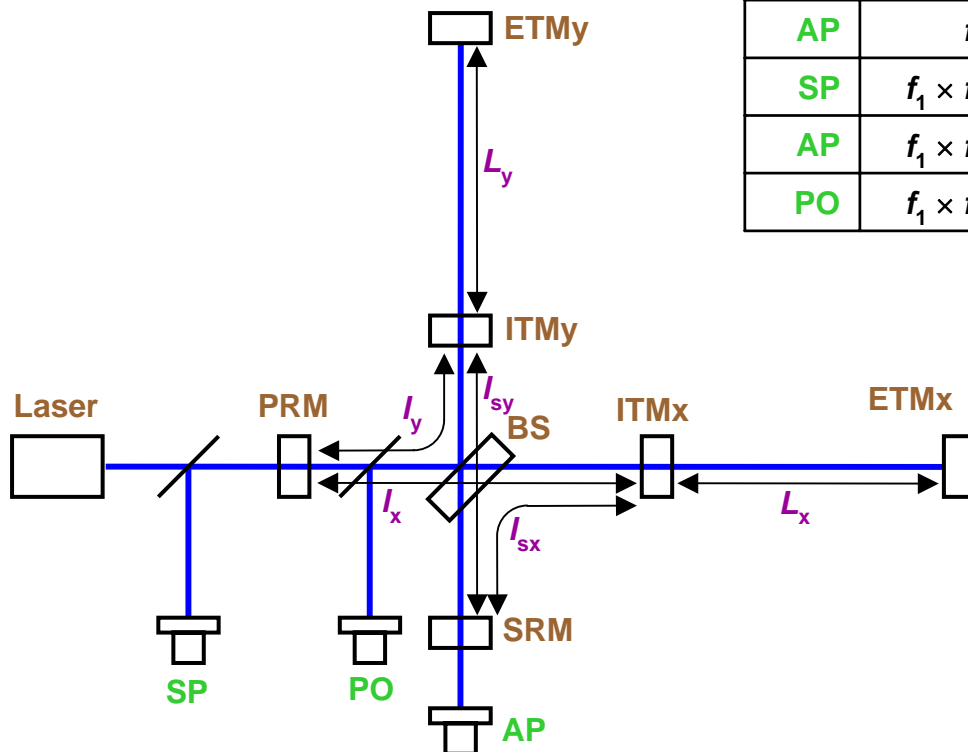 ETMy
AP
SP f₁ ×
AP f₁ ×
PO f₁ ×
Ly
ITMy
Laser
PRM
ly
lsy
BS
ITMx
ETMx
lx
lsx
Lx
SRM
SP
PO
AP